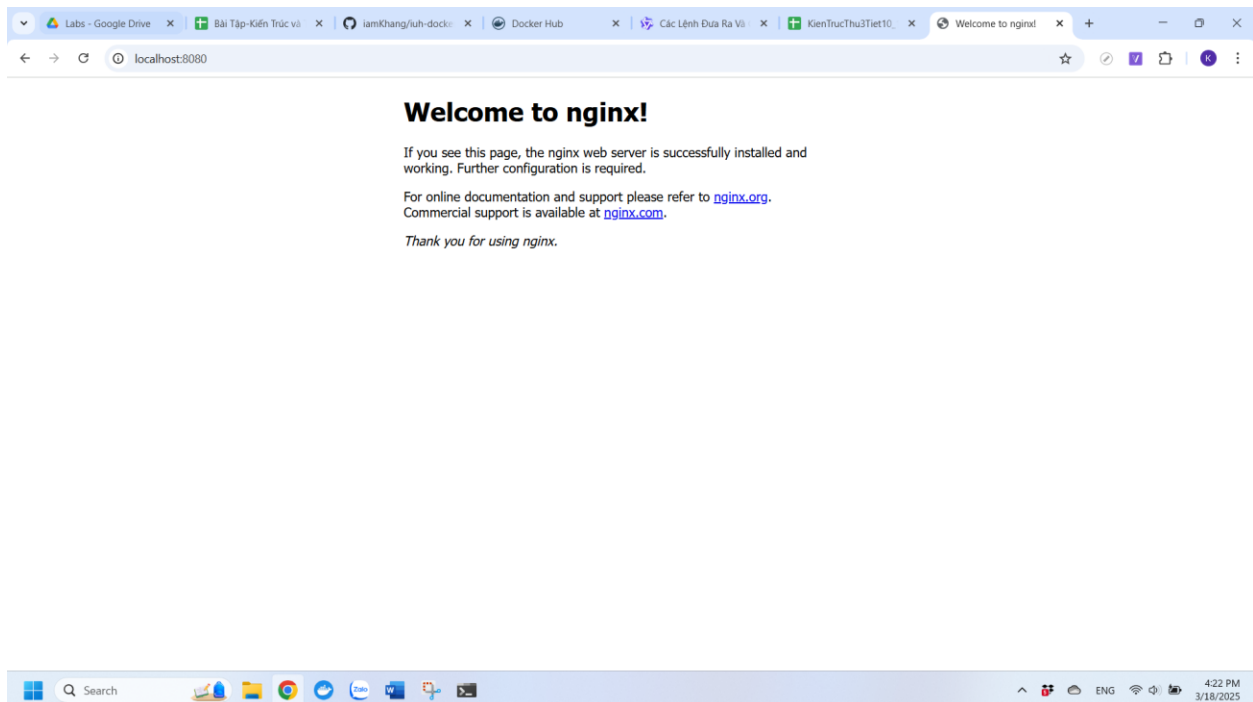 Labs - Google Drive
Bài Tập-Kiến Trúc và
iamKhang/iuh-docke
Docker Hub
Các Lệnh Đưa Ra Và
KienTrucThu3Tiet10_
Welcome to nginx!
localhost:8080
V
K
Welcome to nginx!
If you see this page, the nginx web server is successfully installed and
working. Further configuration is required.
For online documentation and support please refer to nginx.org.
Commercial support is available at nginx.com.
Thank you for using nginx.
Search
Zalo
W
ENG
4:22 PM
3/18/2025